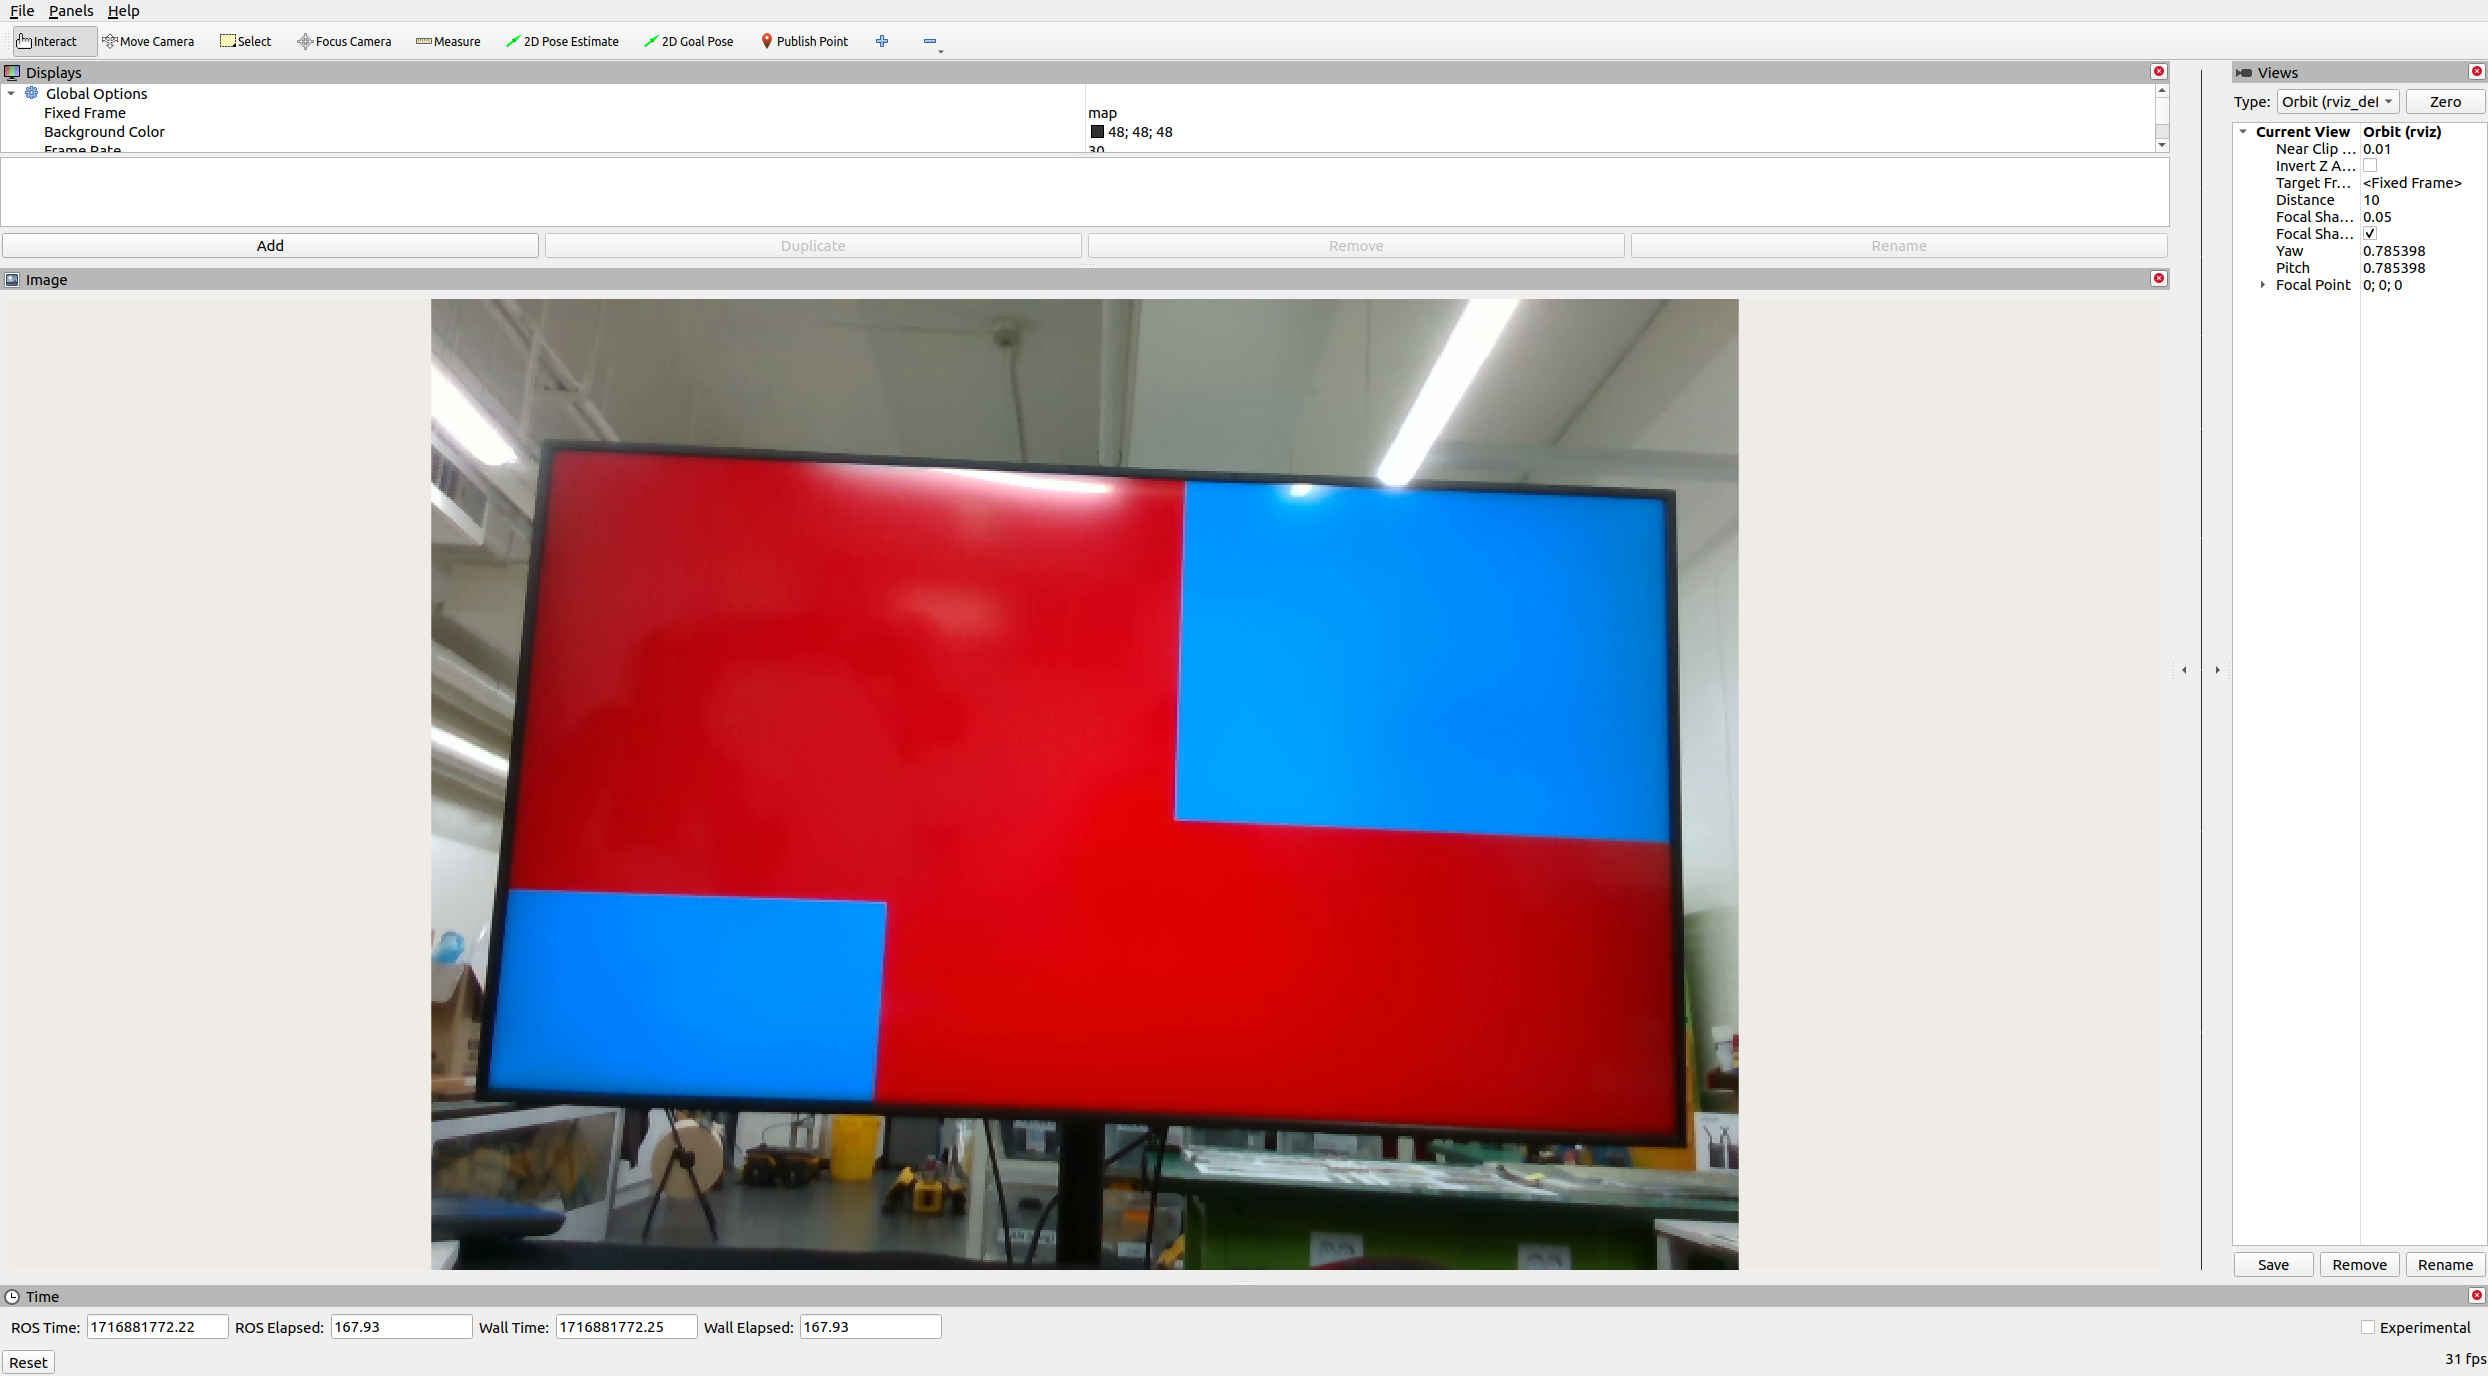 File Panels Help
Interact Move Camera Select Focus Camera Measure 2D Pose Estimate 2D Goal Pose Publish Point
Displays
Global Options
Fixed Frame map
Background Color 48; 48; 48
Frame Rate 30
Add Duplicate Remove Rename
Image
Views
Type: Orbit (rviz_def Zero
Current View Orbit (rviz)
Near Clip ... 0.01
Invert Z A...
Target Fr... <Fixed Frame>
Distance 10
Focal Sha... 0.05
Focal Sha...
Yaw 0.785398
Pitch 0.785398
Focal Point 0; 0; 0
Save Remove Rename
Time
ROS Time: 1716881772.22 ROS Elapsed: 167.93 Wall Time: 1716881772.25 Wall Elapsed: 167.93 Experimental
Reset 31 fps